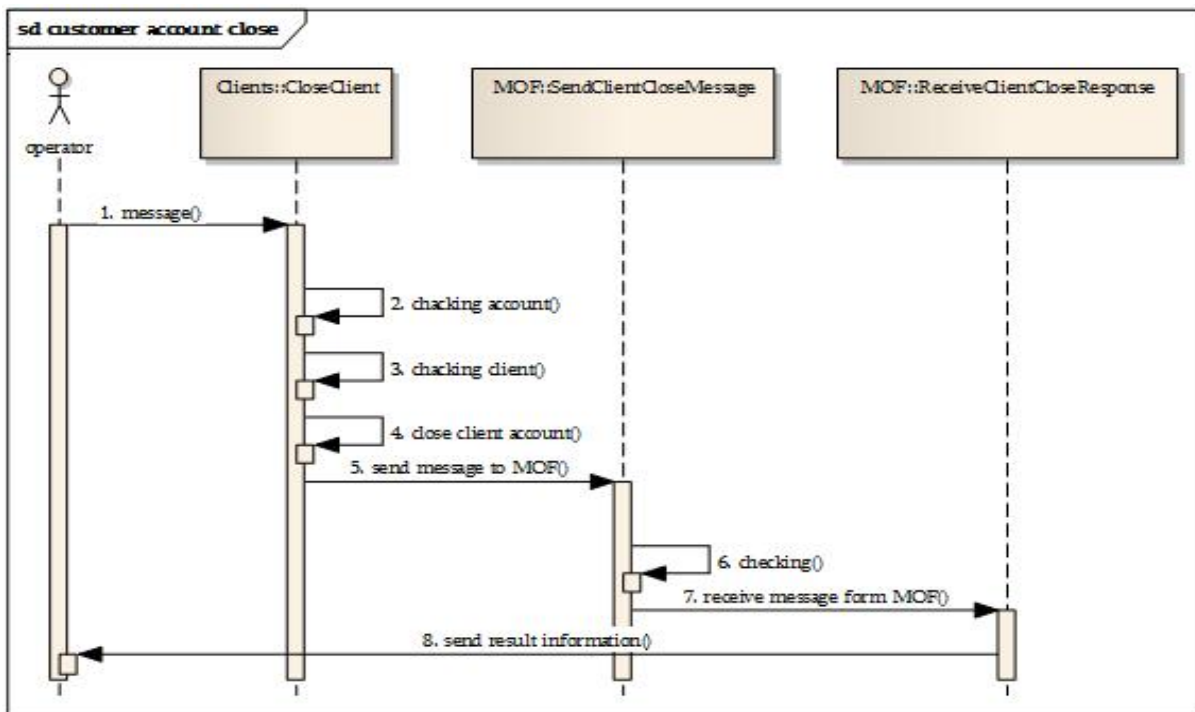 sd customer account close
operator
Clients::CloseClient
MOF::SendClientCloseMessage
MOF::ReceiveClientCloseResponse
1. message()
2. chacking account()
3. chacking client()
4. close client account()
5. send message to MOF()
6. checking()
7. receive message form MOF()
8. send result information()